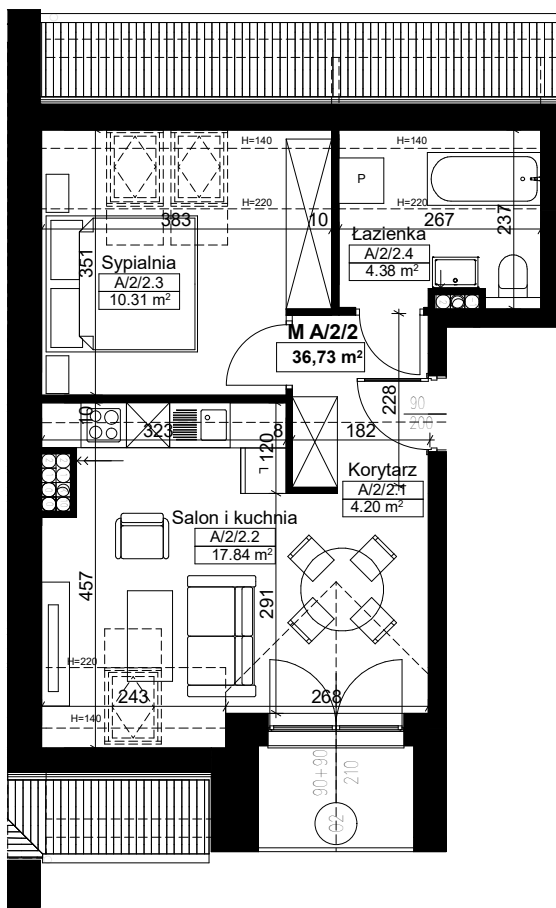 H=140
H=140
P
H=220
H=220
383
10
267
237
351
Sypialnia
A/2/2.3
10.31 m²
Łazienka
A/2/2.4
4.38 m²
M A/2/2
36,73 m²
228
90
200
10
323
8
182
120
L
Korytarz
A/2/2.1
4.20 m²
Salon i kuchnia
A/2/2.2
17.84 m²
457
291
H=220
243
268
H=140
90+90
210
O2